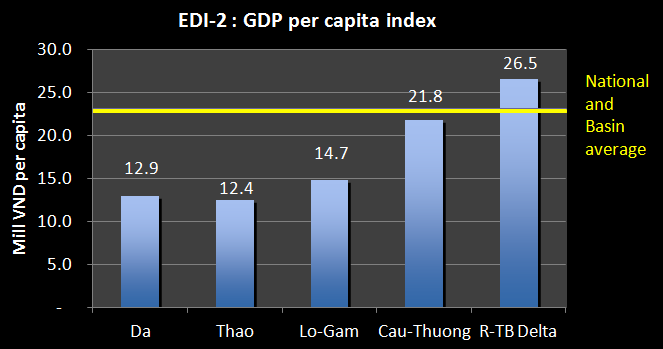 EDI-2 : GDP per capita index
Mill VND per capita
30.0
25.0
20.0
15.0
10.0
5.0
-
12.9
12.4
14.7
21.8
26.5
National
and
Basin
average
Da
Thao
Lo-Gam
Cau-Thuong
R-TB Delta